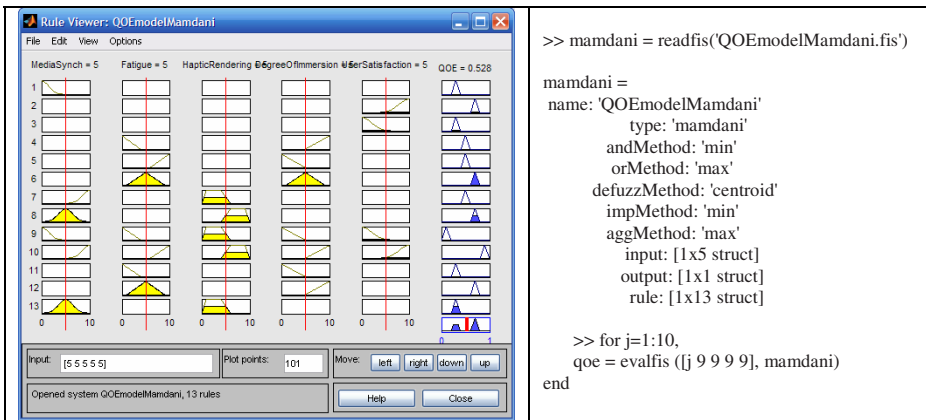 Rule Viewer: QOEmodelMamdani
File Edit View Options
MediaSynch = 5 Fatigue = 5 HapticRendering = 5 DegreeOfImmersion = 5 UserSatisfaction = 5 QOE = 0.528
1
2
3
4
5
6
7
8
9
10
11
12
13
0 10 0 10 0 10 0 10 0 10
0 1
Input: [5 5 5 5 5] Plot points: 101 Move: left right down up
Opened system QOEmodelMamdani, 13 rules Help Close
>> mamdani = readfis('QOEmodelMamdani.fis')
mamdani =
name: 'QOEmodelMamdani'
type: 'mamdani'
andMethod: 'min'
orMethod: 'max'
defuzzMethod: 'centroid'
impMethod: 'min'
aggMethod: 'max'
input: [1x5 struct]
output: [1x1 struct]
rule: [1x13 struct]
>> for j=1:10,
qoe = evalfis ([j 9 9 9 9], mamdani)
end